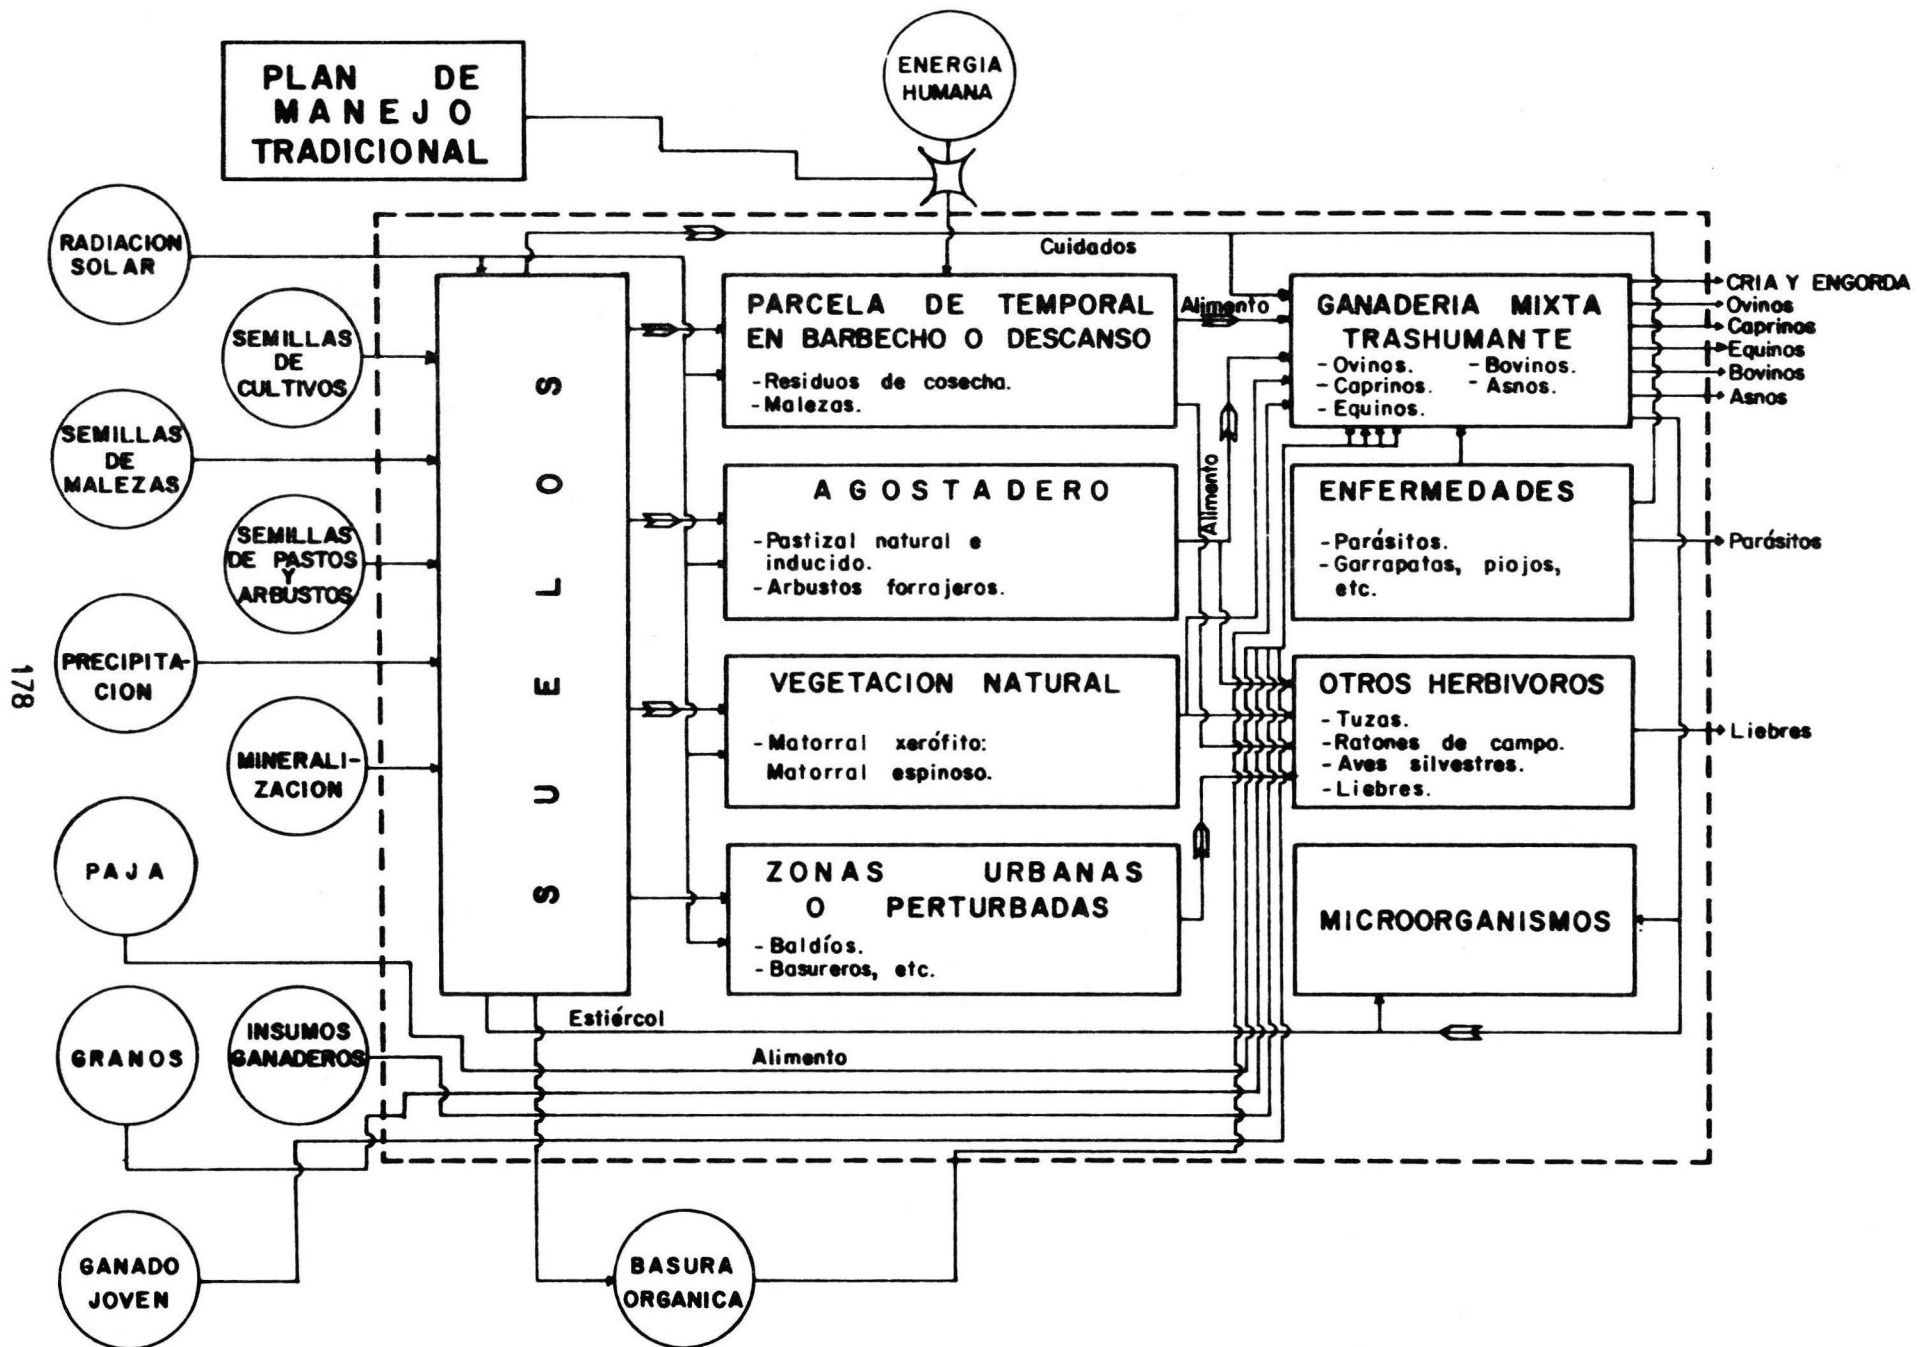 PLAN DE
MANEJO
TRADICIONAL
ENERGIA
HUMANA
RADIACION
SOLAR
SEMILLAS
DE
CULTIVOS
SEMILLAS
DE
MALEZAS
SEMILLAS
DE PASTOS
Y
ARBUSTOS
PRECIPITA-
CION
MINERALI-
ZACION
PAJA
GRANOS
INSUMOS
GANADEROS
GANADO
JOVEN
BASURA
ORGANICA
SUELOS
Cuidados
PARCELA DE TEMPORAL
EN BARBECHO O DESCANSO
- Residuos de cosecha.
- Malezas.
Alimento
AGOSTADERO
- Pastizal natural e
inducido.
- Arbustos forrajeros.
Alimento
VEGETACION NATURAL
- Matorral xerófito:
Matorral espinoso.
ZONAS URBANAS
O PERTURBADAS
- Baldíos.
- Basureros, etc.
Estiércol
Alimento
GANADERIA MIXTA
TRASHUMANTE
- Ovinos. - Bovinos.
- Caprinos. - Asnos.
- Equinos.
ENFERMEDADES
- Parásitos.
- Garrapatas, piojos,
etc.
OTROS HERBIVOROS
- Tuzas.
- Ratones de campo.
- Aves silvestres.
- Liebres.
MICROORGANISMOS
CRIA Y ENGORDA
Ovinos
Caprinos
Equinos
Bovinos
Asnos
Parásitos
Liebres
178